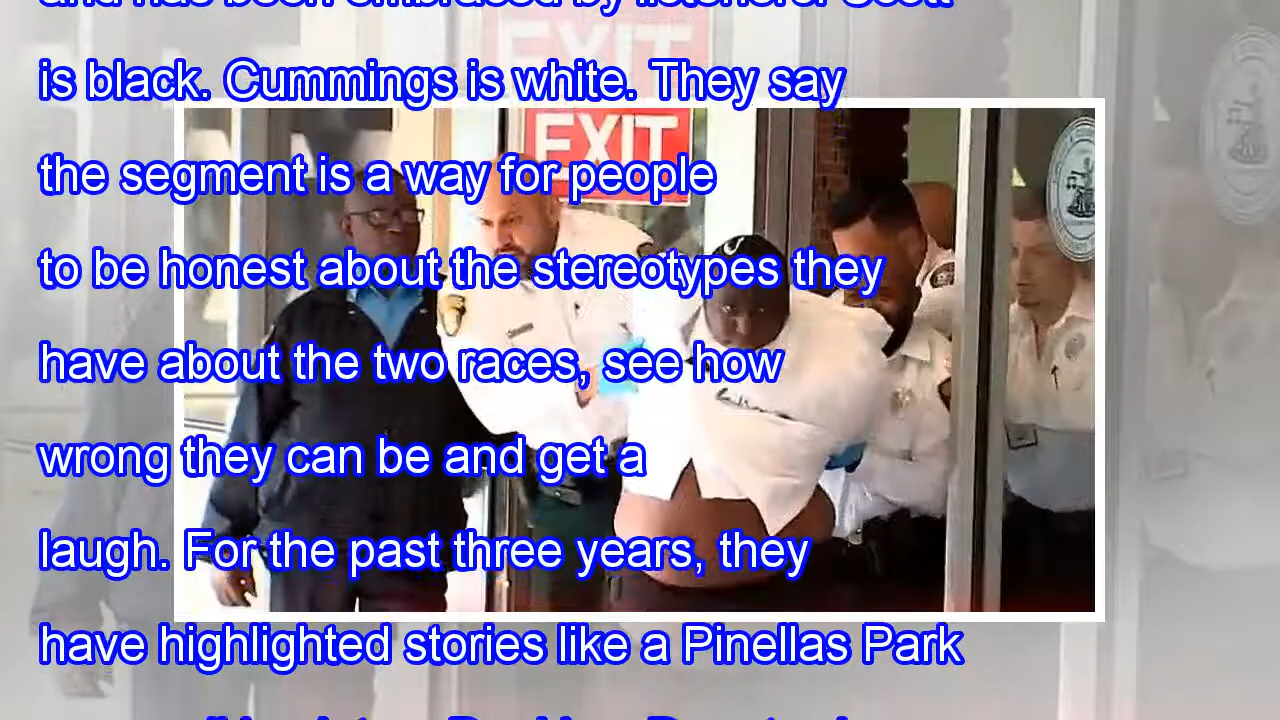 is black. Cummings is white. They say
the segment is a way for people
to be honest about the stereotypes they
have about the two races, see how
wrong they can be and get a
laugh. For the past three years, they
have highlighted stories like a Pinellas Park
EXIT
EXIT